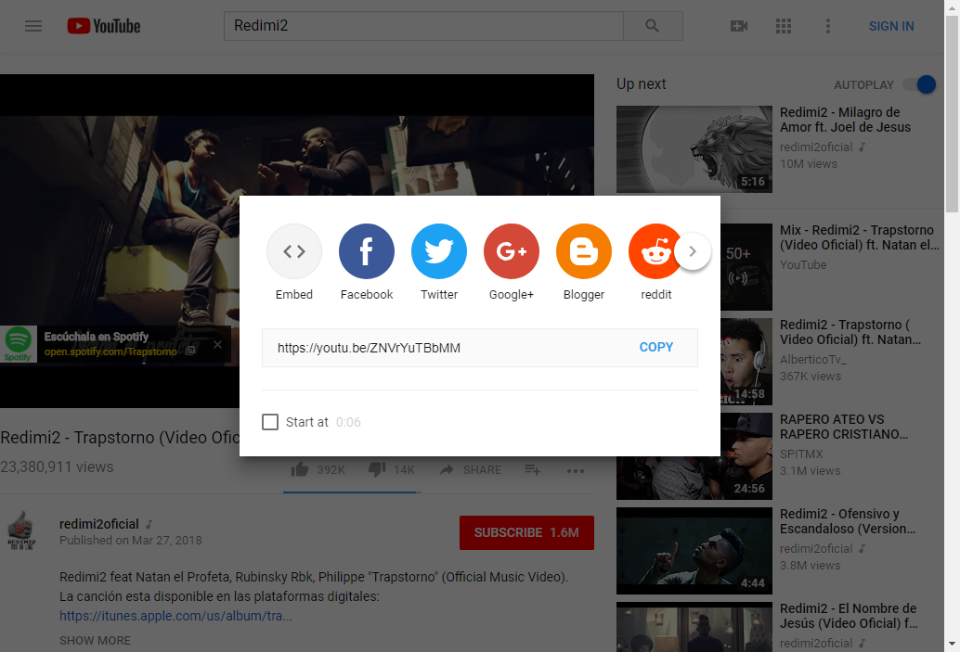 YouTube
Redimi2
SIGN IN
Up next
AUTOPLAY
Redimi2 - Milagro de
Amor ft. Joel de Jesus
redimi2oficial
10M views
5:16
Embed
Facebook
Twitter
Google+
Blogger
reddit
50+
Mix - Redimi2 - Trapstorno
(Video Oficial) ft. Natan el...
YouTube
https://youtu.be/ZNVrYuTBbMM
COPY
Spotify
Escúchala en Spotify
open.spotify.com/Trapstorno
Redimi2 - Trapstorno (
Video Oficial) ft. Natan...
AlberticoTv_
367K views
14:58
Start at 0:06
RAPERO ATEO VS
RAPERO CRISTIANO...
SPITMX
3.1M views
24:56
Redimi2 - Trapstorno (Video Ofic
23,380,911 views
392K
14K
SHARE
redimi2oficial
Published on Mar 27, 2018
SUBSCRIBE 1.6M
Redimi2 - Ofensivo y
Escandaloso (Version...
redimi2oficial
3.8M views
4:44
Redimi2 feat Natan el Profeta, Rubinsky Rbk, Philippe "Trapstorno" (Official Music Video).
La canción esta disponible en las plataformas digitales:
https://itunes.apple.com/us/album/tra...
SHOW MORE
Redimi2 - El Nombre de
Jesús (Video Oficial) f...
redimi2oficial